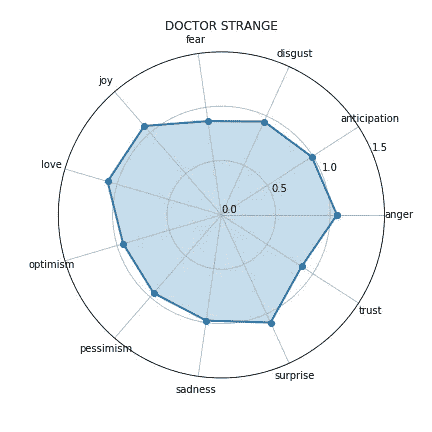 DOCTOR STRANGE
fear
disgust
joy
anticipation
1.5
love
1.0
0.5
0.0
anger
optimism
trust
pessimism
surprise
sadness